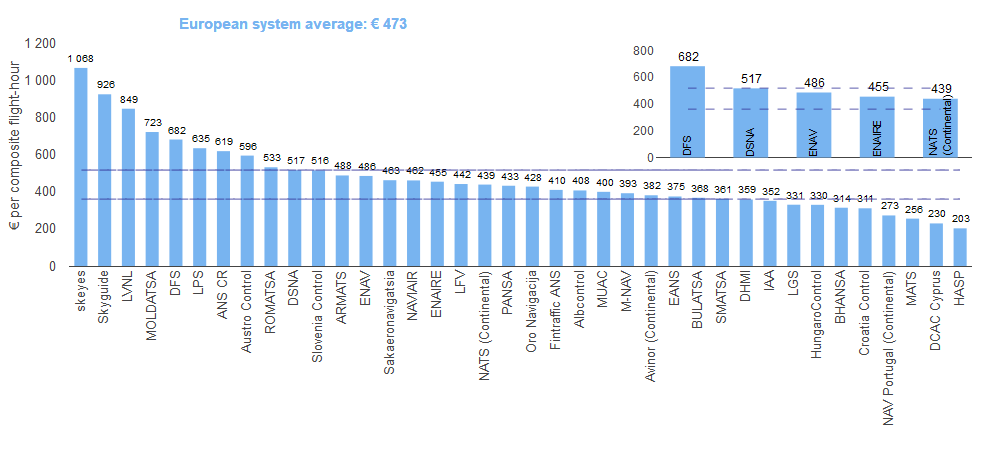 European system average: € 473
€ per composite flight-hour
1 200
1 000
800
600
400
200
0
1 068
926
849
723
682
635
619
596
533
517
516
488
486
463
462
455
442
439
433
428
410
408
400
393
382
375
368
361
359
352
331
330
314
311
273
256
230
203
skeyes
Skyguide
LVNL
MOLDATSA
DFS
LPS
ANS CR
Austro Control
ROMATSA
DSNA
Slovenia Control
ARMATS
ENAV
Sakaeronavigatsia
NAVIAIR
ENAIRE
LFV
NATS (Continental)
PANSA
Oro Navigacija
Fintraffic ANS
Albcontrol
MUAC
M-NAV
Avinor (Continental)
EANS
BULATSA
SMATSA
DHMI
IAA
LGS
HungaroControl
BHANSA
Croatia Control
NAV Portugal (Continental)
MATS
DCAC Cyprus
HASP
800
600
400
200
0
682
517
486
455
439
DFS
DSNA
ENAV
ENAIRE
NATS
(Continental)